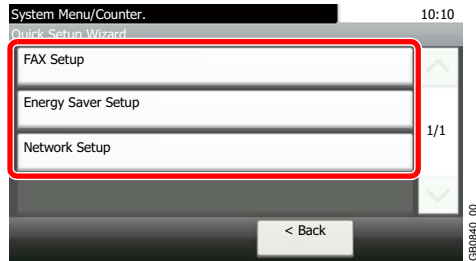 System Menu/Counter.
10:10
Quick Setup Wizard
FAX Setup
Energy Saver Setup
1/1
Network Setup
< Back
GB0840_00